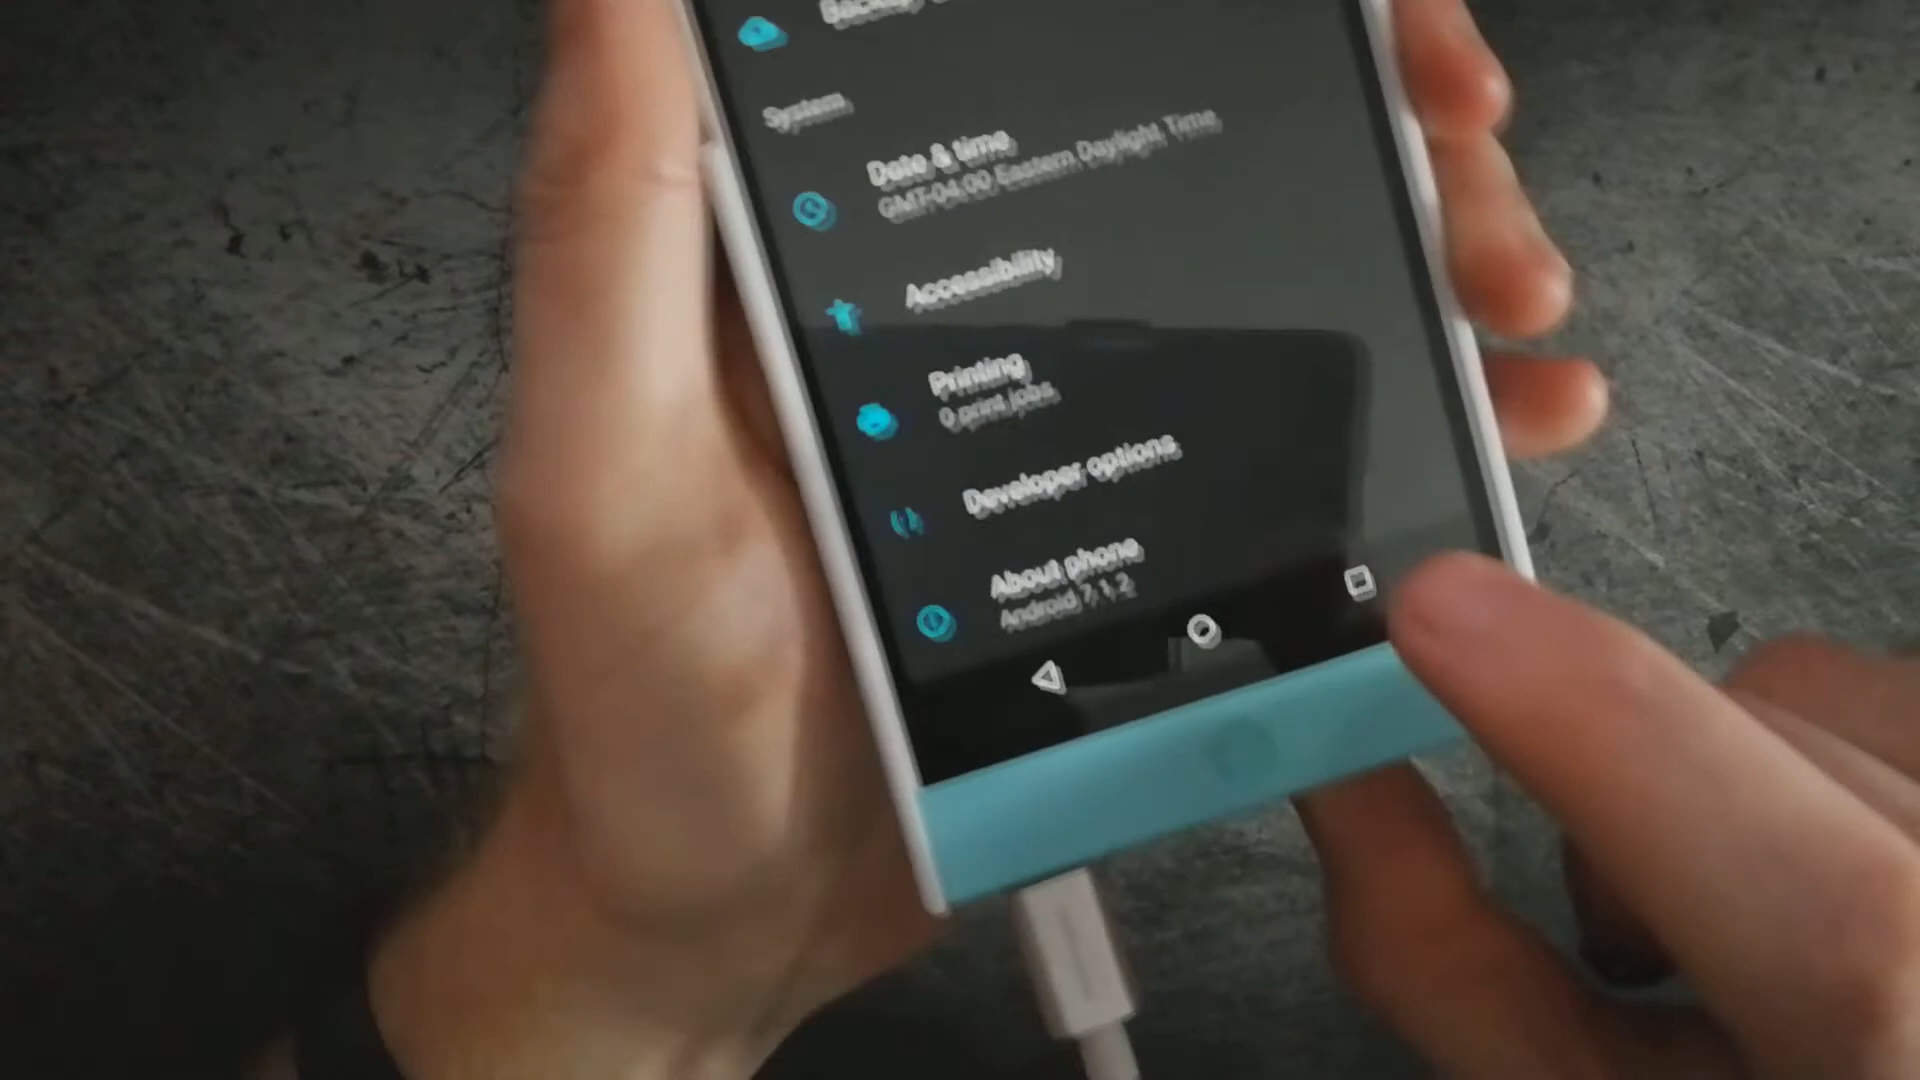 Backup
System
Date & time
GMT-04:00 Eastern Daylight Time
Accessibility
Printing
0 print jobs
Developer options
About phone
Android 7.1.2